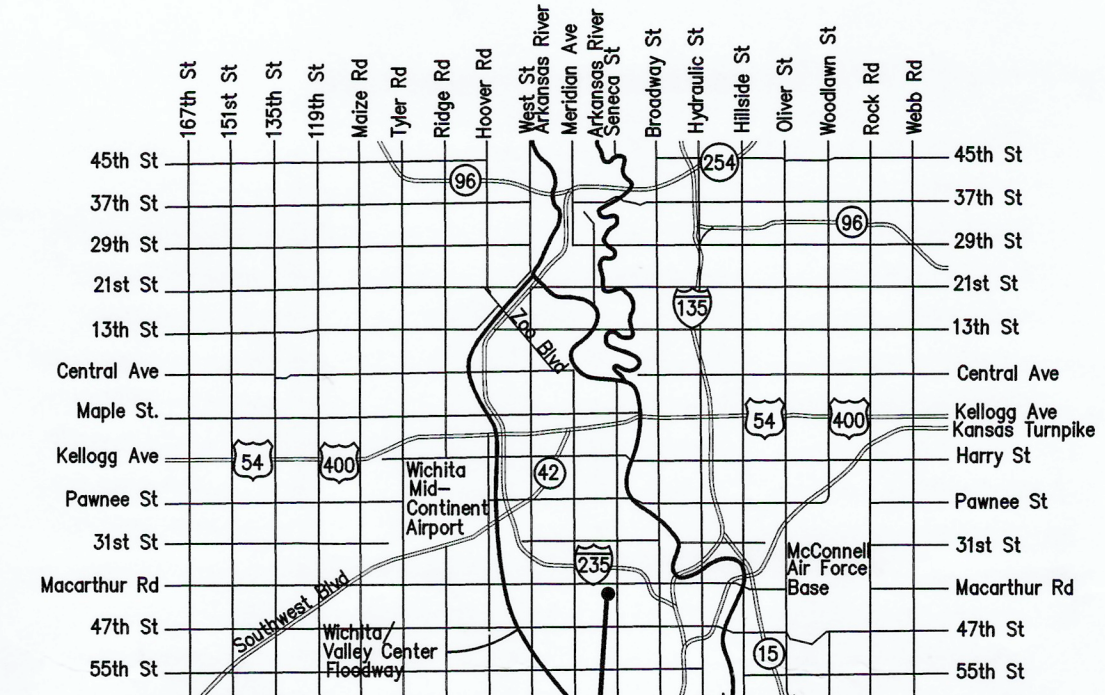 167th St
151st St
135th St
119th St
Maize Rd
Tyler Rd
Ridge Rd
Hoover Rd
West St
Arkansas River
Meridian Ave
Arkansas River
Seneca St
Broadway St
Hydraulic St
Hillside St
Oliver St
Woodlawn St
Rock Rd
Webb Rd
45th St
254
45th St
96
37th St
37th St
96
29th St
29th St
21st St
21st St
135
13th St
Zoo Blvd
13th St
Central Ave
Central Ave
Maple St.
54
400
Kellogg Ave
Kansas Turnpike
Kellogg Ave
54
400
Harry St
Wichita
Mid-
Continent
Airport
42
Pawnee St
Pawnee St
31st St
31st St
235
McConnell
Air Force
Base
Macarthur Rd
Macarthur Rd
Southwest Blvd
47th St
47th St
Wichita/
Valley Center
Floodway
15
55th St
55th St